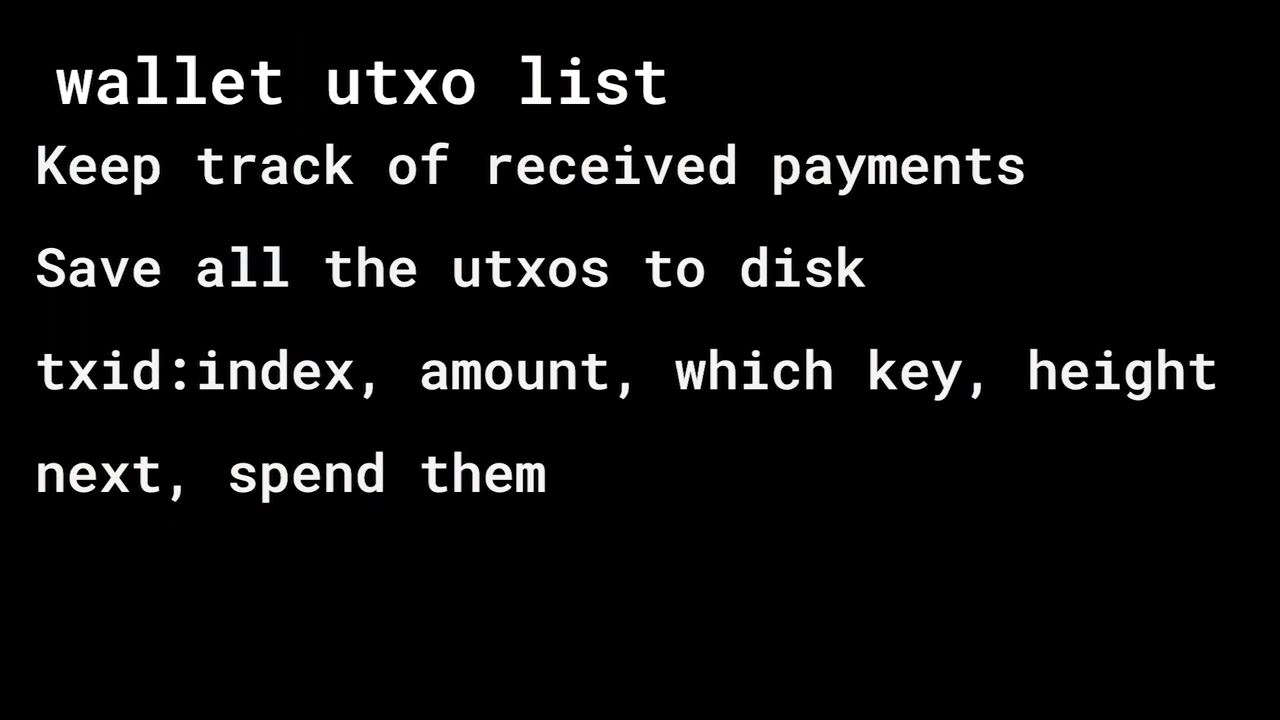 wallet utxo list
Keep track of received payments
Save all the utxos to disk
txid:index, amount, which key, height
next, spend them